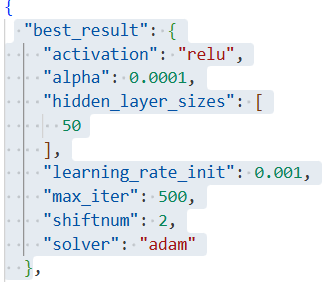 {
"best_result": {
"activation": "relu",
"alpha": 0.0001,
"hidden_layer_sizes": [
50
],
"learning_rate_init": 0.001,
"max_iter": 500,
"shiftnum": 2,
"solver": "adam"
},